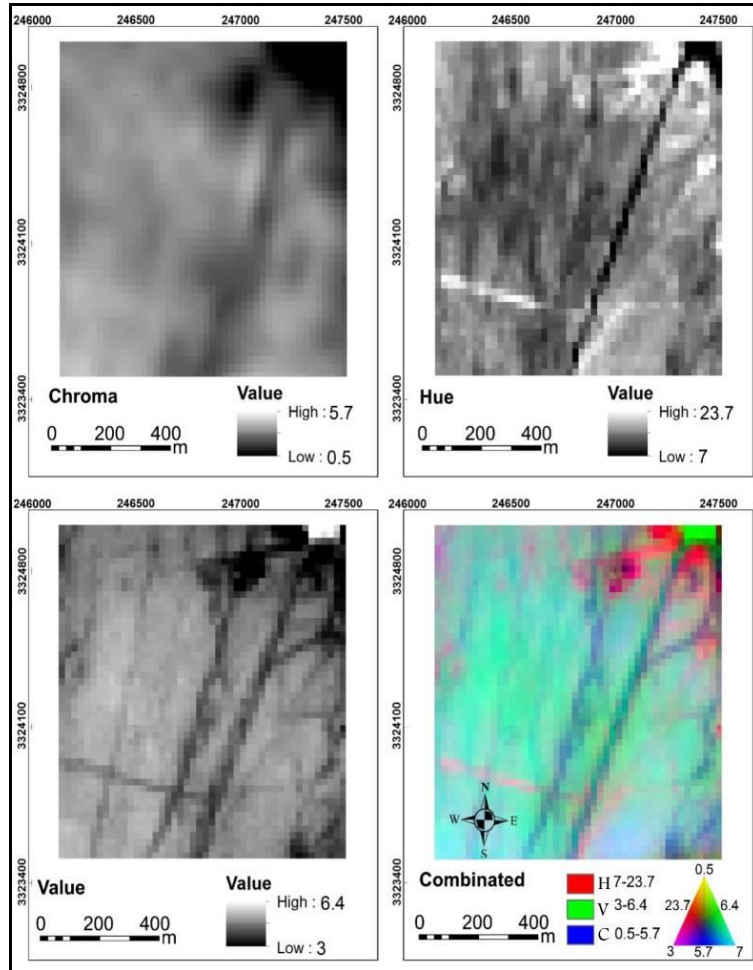 246000 246500 247000 247500
246000 246500 247000 247500
3324800
3324100
3323400
3324800
3324100
3323400
Chroma
0 200 400
m
Value
High : 5.7
Low : 0.5
Hue
0 200 400
m
Value
High : 23.7
Low : 7
246000 246500 247000 247500
246000 246500 247000 247500
3324800
3324100
3323400
3324800
3324100
3323400
Value
0 200 400
m
Value
High : 6.4
Low : 3
N
W E
S
Combinated
0 200 400
m
H 7-23.7
V 3-6.4
C 0.5-5.7
0.5
23.7 6.4
3 5.7 7